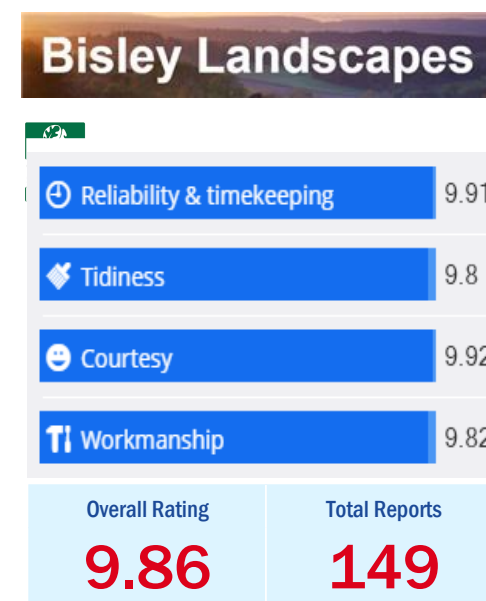 Bisley Landscapes
Reliability & timekeeping 9.91
Tidiness 9.8
Courtesy 9.92
Workmanship 9.82
Overall Rating Total Reports
9.86 149